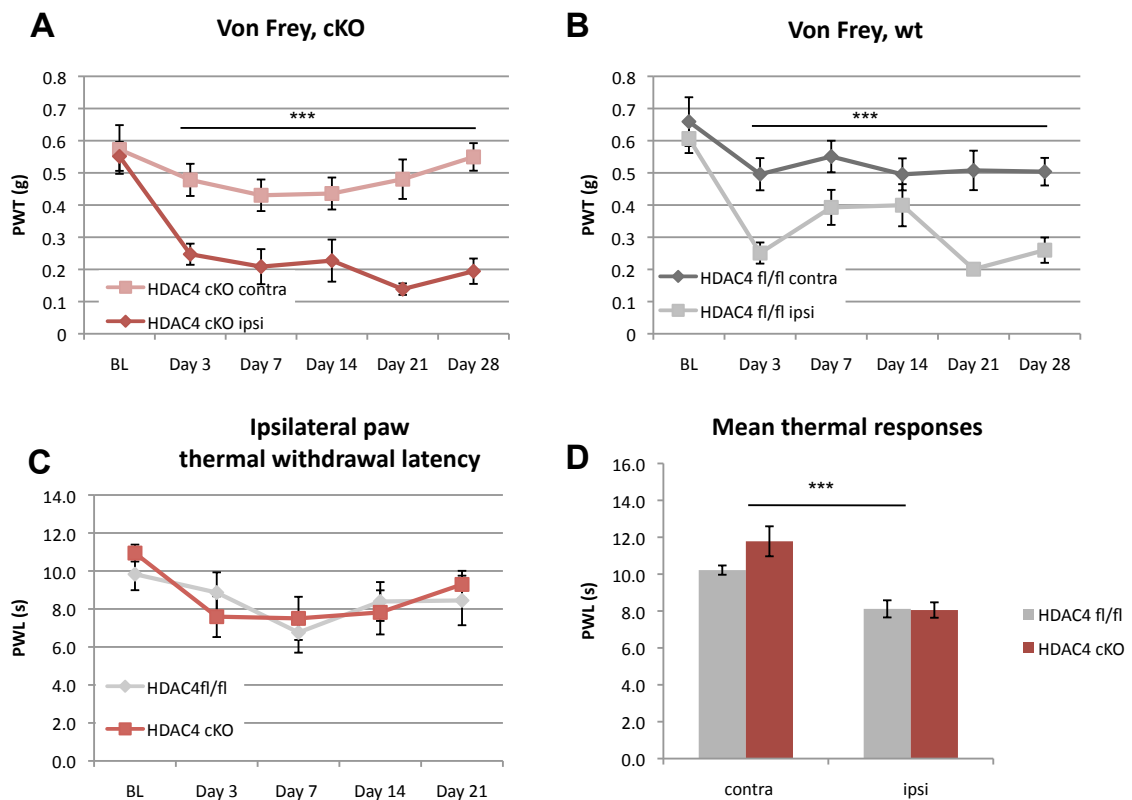 A
Von Frey, cKO
0.8
0.7
0.6
0.5
0.4
0.3
0.2
0.1
0
PWT (g)
***
HDAC4 cKO contra
HDAC4 cKO ipsi
BL Day 3 Day 7 Day 14 Day 21 Day 28
B
Von Frey, wt
0.8
0.7
0.6
0.5
0.4
0.3
0.2
0.1
0
PWT (g)
***
HDAC4 fl/fl contra
HDAC4 fl/fl ipsi
BL Day 3 Day 7 Day 14 Day 21 Day 28
C
Ipsilateral paw
thermal withdrawal latency
14.0
12.0
10.0
8.0
6.0
4.0
2.0
0.0
PWL (s)
HDAC4fl/fl
HDAC4 cKO
BL Day 3 Day 7 Day 14 Day 21
D
Mean thermal responses
16.0
14.0
12.0
10.0
8.0
6.0
4.0
2.0
0.0
PWL (s)
***
HDAC4 fl/fl
HDAC4 cKO
contra ipsi